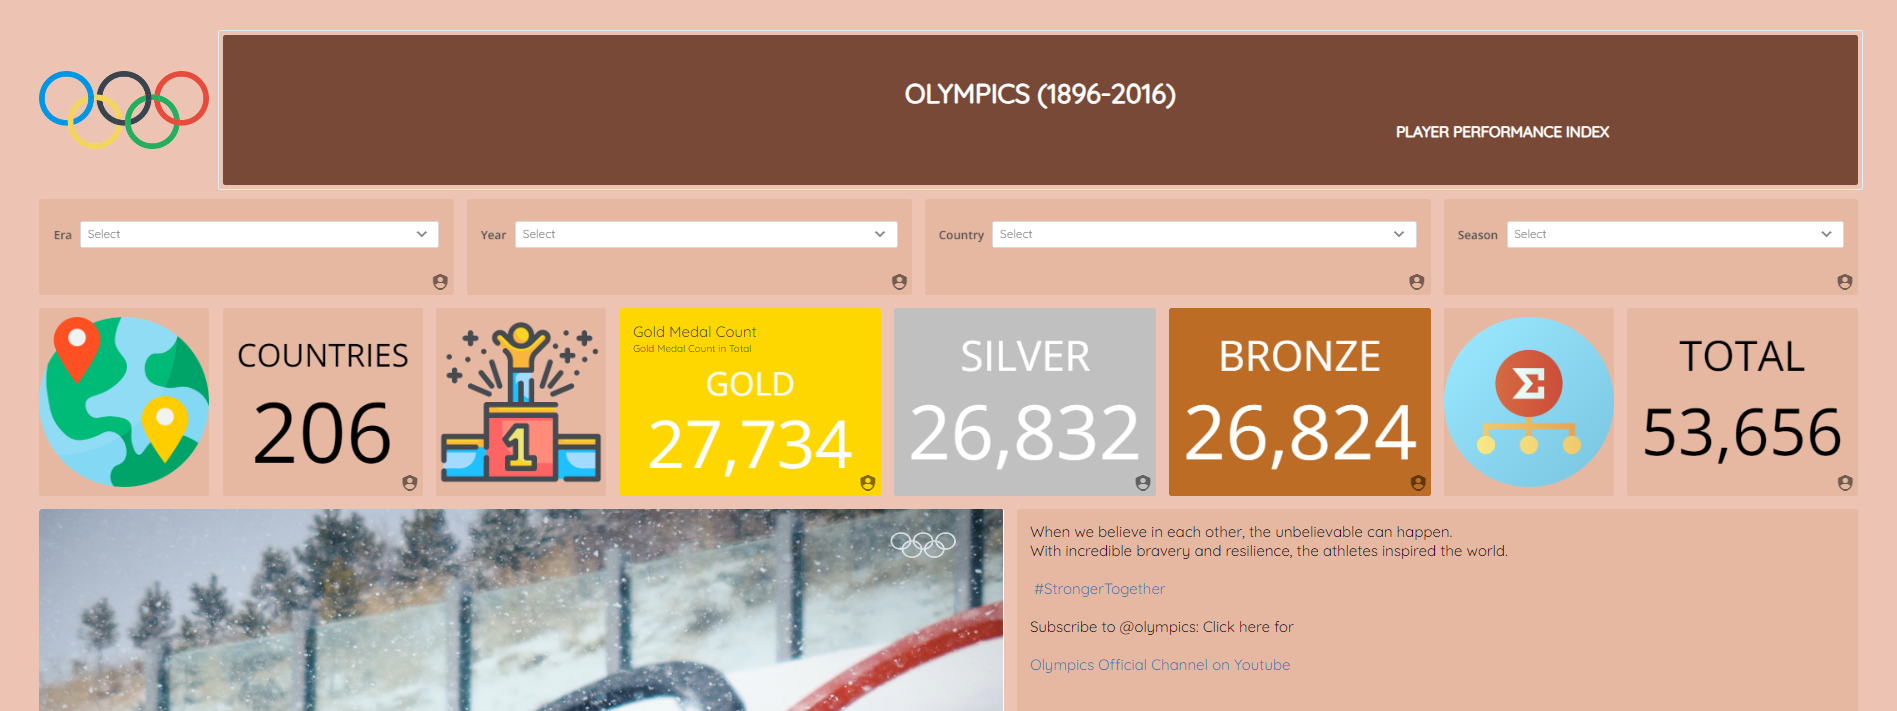 OLYMPICS (1896-2016)
PLAYER PERFORMANCE INDEX
Era Select
Year Select
Country Select
Season Select
COUNTRIES
206
1
Gold Medal Count
Gold Medal Count in Total
GOLD
27,734
SILVER
26,832
BRONZE
26,824
Σ
TOTAL
53,656
When we believe in each other, the unbelievable can happen.
With incredible bravery and resilience, the athletes inspired the world.
#StrongerTogether
Subscribe to @olympics: Click here for
Olympics Official Channel on Youtube